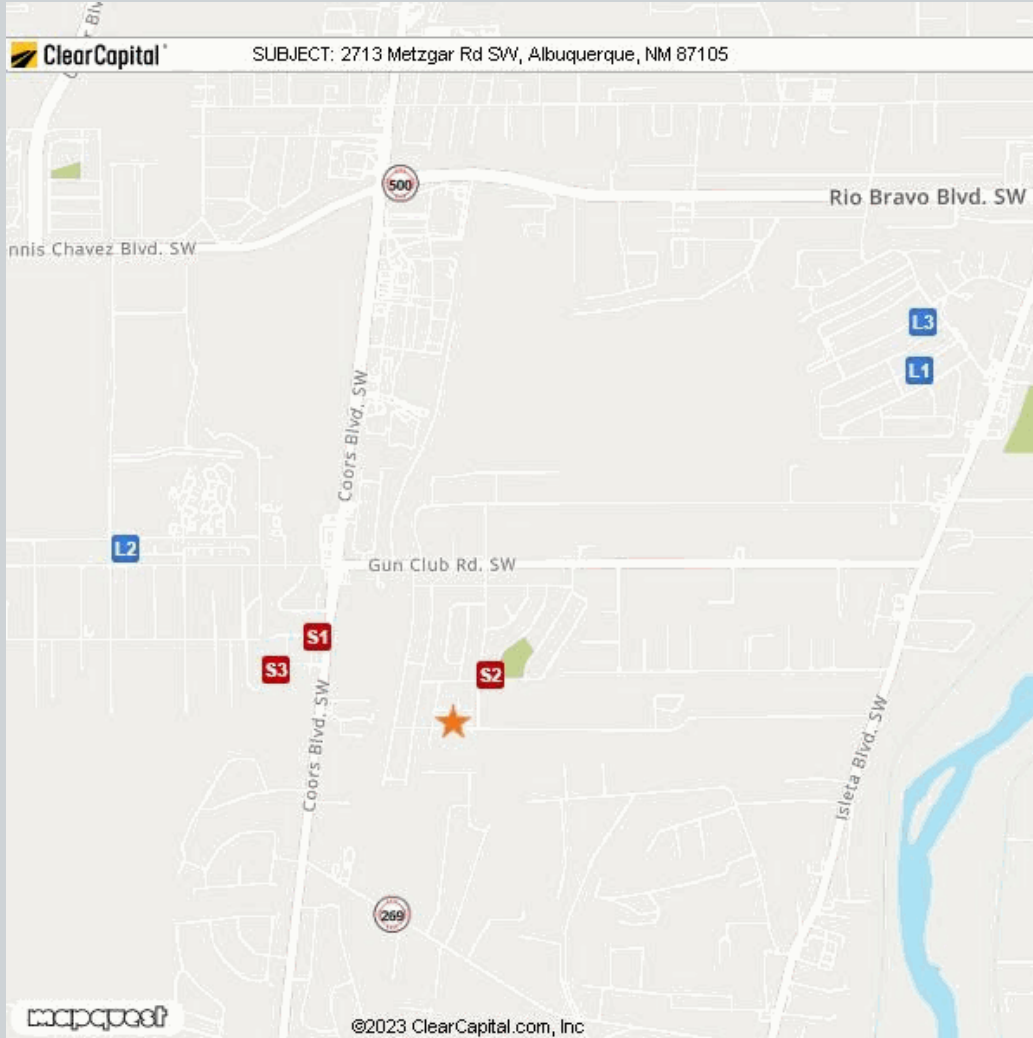 ClearCapital
SUBJECT: 2713 Metzgar Rd SW, Albuquerque, NM 87105
500
Rio Bravo Blvd. SW
nnis Chavez Blvd. SW
L3
L1
Coors Blvd. SW
L2
Gun Club Rd. SW
S1
S3
S2
Coors Blvd. SW
Isleta Blvd. SW
269
mapquest
©2023 ClearCapital.com, Inc